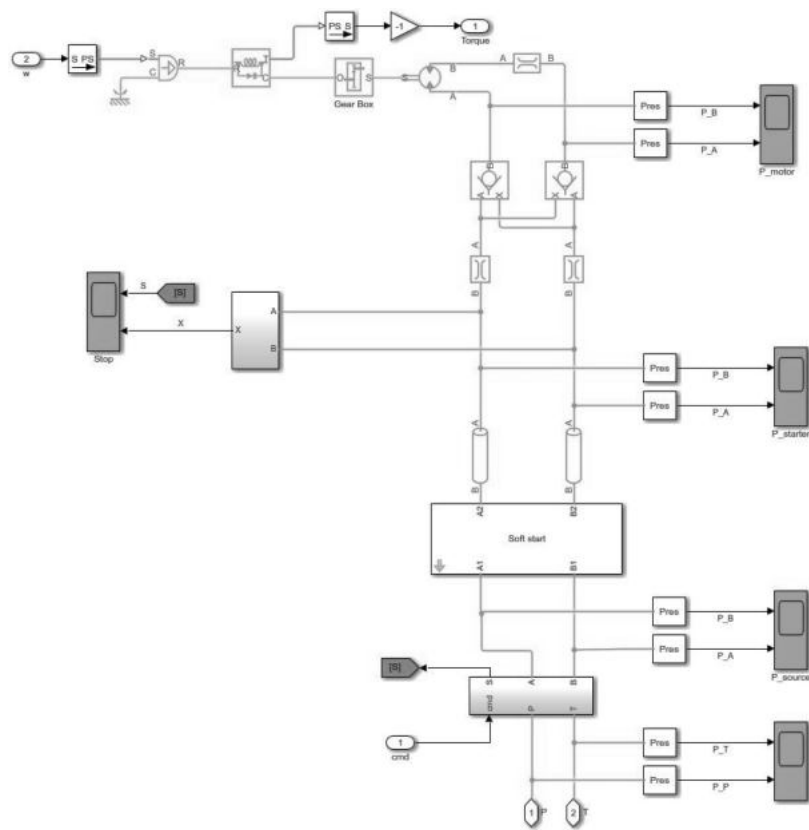 2
w
S PS
S
C
R
R
T
C
PS S
-1
1
Torque
O
S
Gear Box
S
B
A
A
B
Pres
P_B
Pres
P_A
P_motor
B
A
X
B
X
A
A
B
A
B
S
[S]
X
Stop
X
A
B
Pres
P_B
Pres
P_A
P_starter
A
B
A
B
A2
B2
Soft start
A1
B1
Pres
P_B
Pres
P_A
P_source
[S]
S
A
B
cmd
P
T
1
cmd
Pres
P_T
Pres
P_P
1
P
2
T